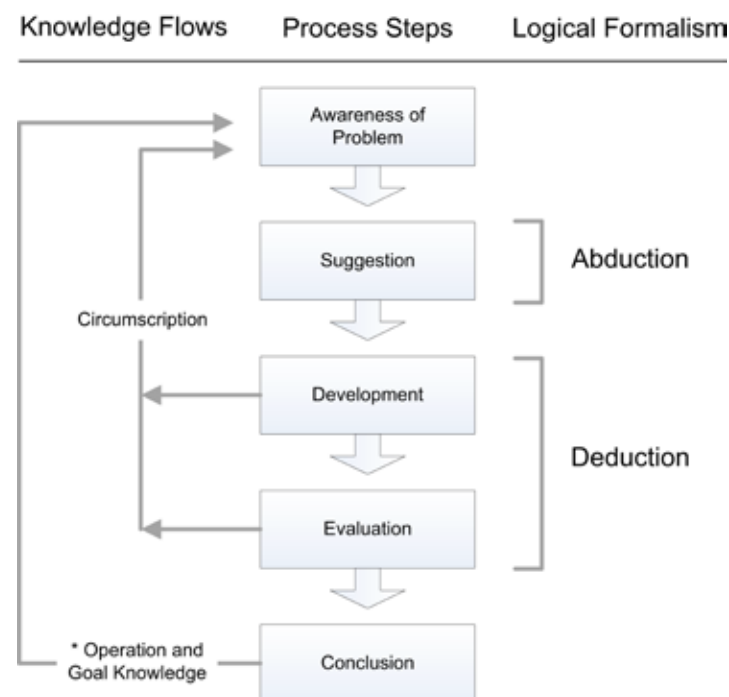 Knowledge Flows Process Steps Logical Formalism
Awareness of
Problem
Suggestion
Abduction
Circumscription
Development
Deduction
Evaluation
* Operation and
Goal Knowledge
Conclusion